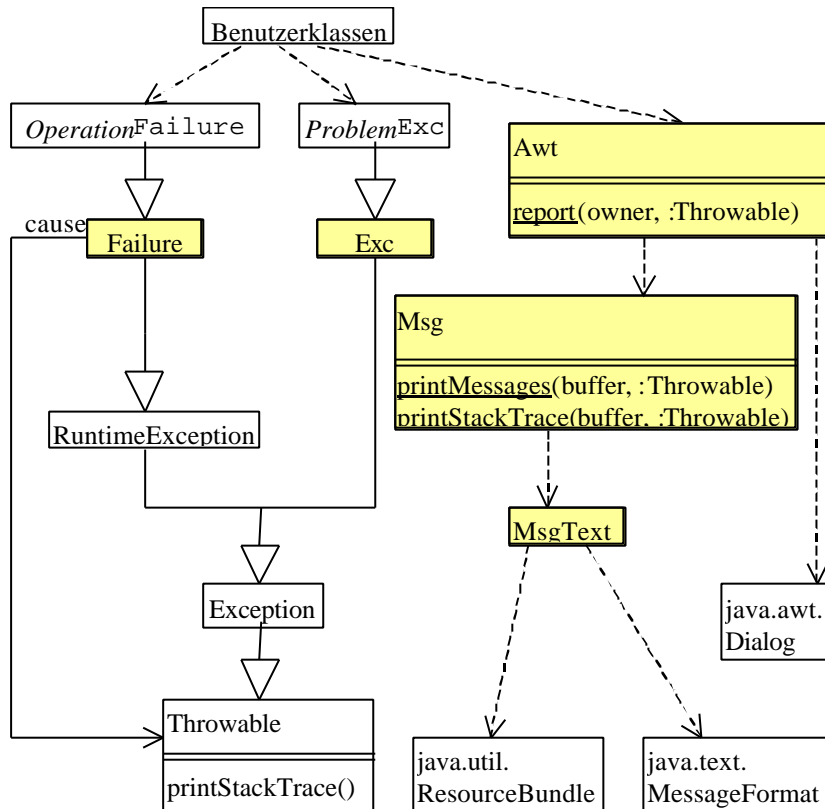 Benutzerklassen
OperationFailure
ProblemExc
Awt
report(owner, :Throwable)
cause
Failure
Exc
Msg
printMessages(buffer, :Throwable)
printStackTrace(buffer, :Throwable)
RuntimeException
MsgText
Exception
java.awt.
Dialog
Throwable
printStackTrace()
java.util.
ResourceBundle
java.text.
MessageFormat